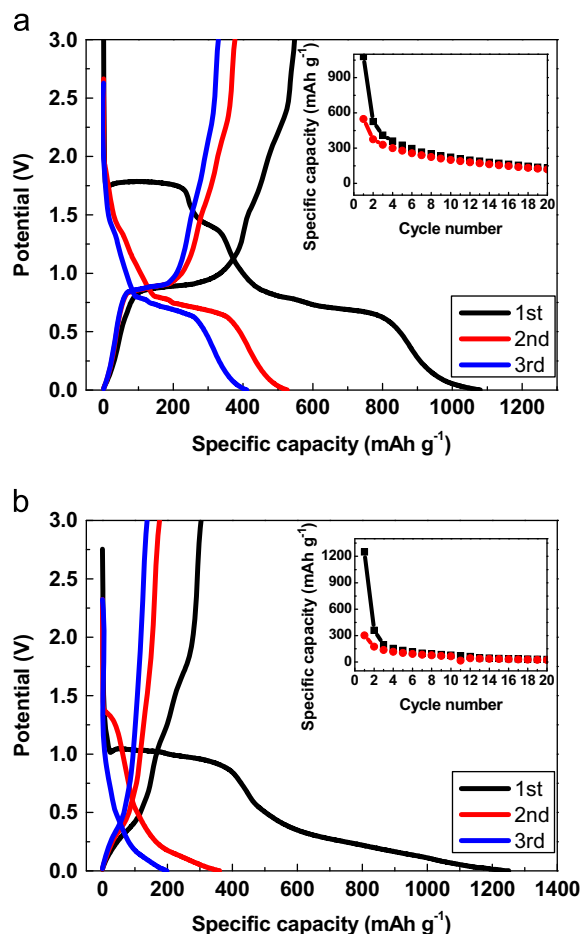 a
3.0
2.5
2.0
1.5
1.0
0.5
0.0
Potential (V)
0 200 400 600 800 1000 1200
Specific capacity (mAh g⁻¹)
1st
2nd
3rd
900
600
300
0
Specific capacity (mAh g⁻¹)
0 2 4 6 8 10 12 14 16 18 20
Cycle number
b
3.0
2.5
2.0
1.5
1.0
0.5
0.0
Potential (V)
0 200 400 600 800 1000 1200 1400
Specific capacity (mAh g⁻¹)
1st
2nd
3rd
1200
900
600
300
0
Specific capacity (mAh g⁻¹)
0 2 4 6 8 10 12 14 16 18 20
Cycle number